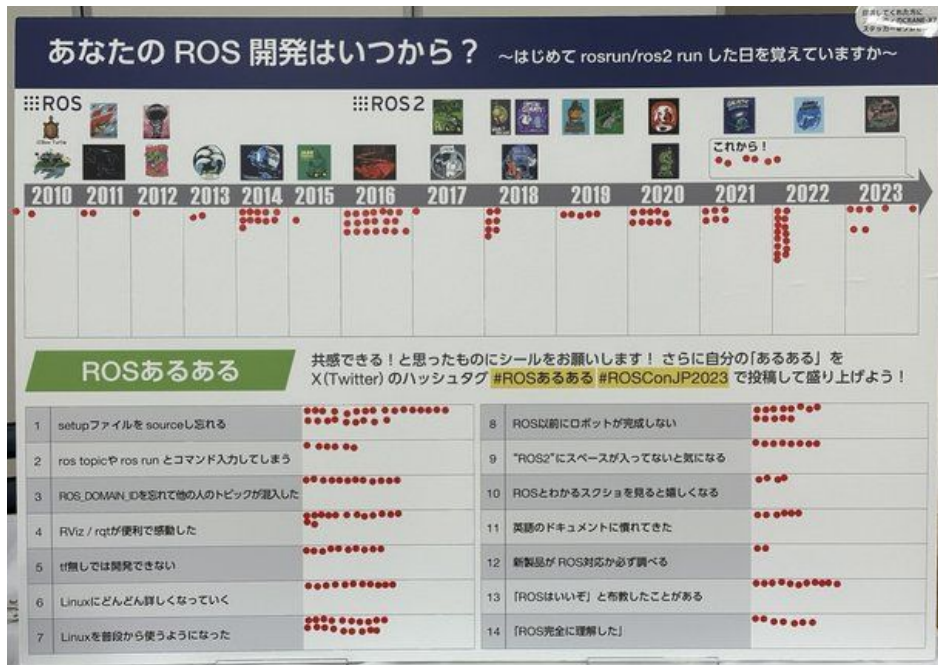 あなたの ROS 開発はいつから？ ～はじめて rosrun/ros2 run した日を覚えていますか～
ROS
ROS 2
これから！
2010 2011 2012 2013 2014 2015 2016 2017 2018 2019 2020 2021 2022 2023
ROSあるある
共感できる！と思ったものにシールをお願いします！ さらに自分の「あるある」を
X(Twitter) のハッシュタグ #ROSあるある #ROSConJP2023 で投稿して盛り上げよう！
1 setupファイルを sourceし忘れる
2 ros topicや ros run とコマンド入力してしまう
3 ROS_DOMAIN_IDを忘れて他の人のトピックが混入した
4 RViz / rqtが便利で感動した
5 tf無しでは開発できない
6 Linuxにどんどん詳しくなっていく
7 Linuxを普段から使うようになった
8 ROS以前にロボットが完成しない
9 "ROS2"にスペースが入ってないと気になる
10 ROSとわかるスクショを見ると嬉しくなる
11 英語のドキュメントに慣れてきた
12 新製品が ROS対応か必ず調べる
13 「ROSはいいぞ」と布教したことがある
14 「ROS完全に理解した」